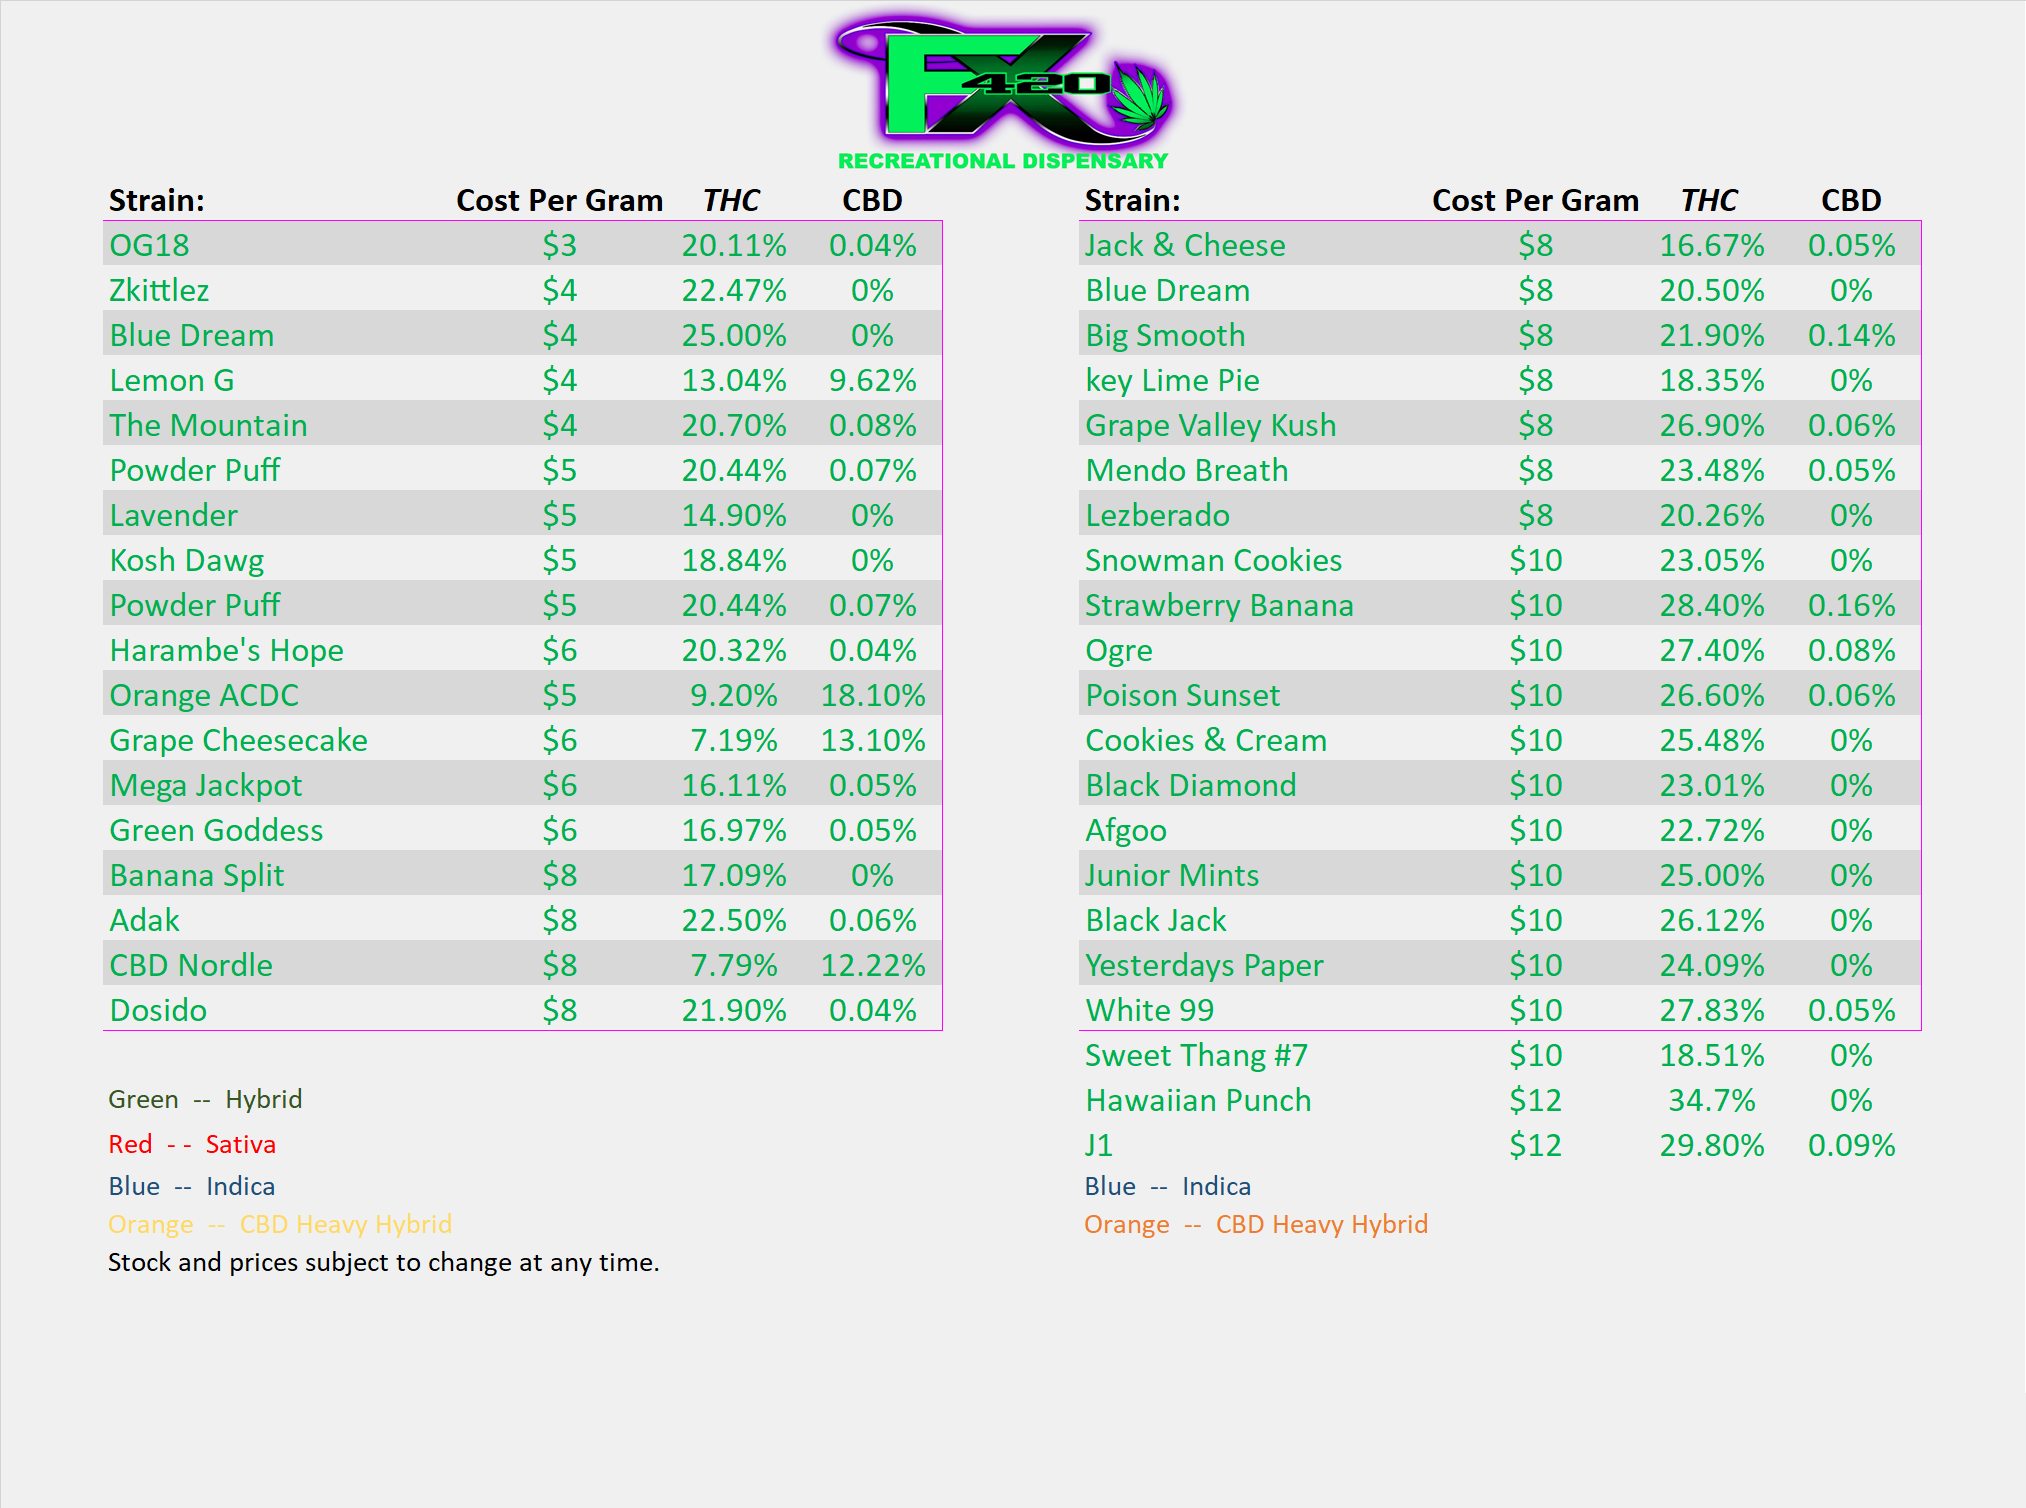 FX
420
RECREATIONAL DISPENSARY
Strain: Cost Per Gram THC CBD
OG18 $3 20.11% 0.04%
Zkittlez $4 22.47% 0%
Blue Dream $4 25.00% 0%
Lemon G $4 13.04% 9.62%
The Mountain $4 20.70% 0.08%
Powder Puff $5 20.44% 0.07%
Lavender $5 14.90% 0%
Kosh Dawg $5 18.84% 0%
Powder Puff $5 20.44% 0.07%
Harambe's Hope $6 20.32% 0.04%
Orange ACDC $5 9.20% 18.10%
Grape Cheesecake $6 7.19% 13.10%
Mega Jackpot $6 16.11% 0.05%
Green Goddess $6 16.97% 0.05%
Banana Split $8 17.09% 0%
Adak $8 22.50% 0.06%
CBD Nordle $8 7.79% 12.22%
Dosido $8 21.90% 0.04%
Green -- Hybrid
Red - - Sativa
Blue -- Indica
Orange -- CBD Heavy Hybrid
Stock and prices subject to change at any time.
Strain: Cost Per Gram THC CBD
Jack & Cheese $8 16.67% 0.05%
Blue Dream $8 20.50% 0%
Big Smooth $8 21.90% 0.14%
key Lime Pie $8 18.35% 0%
Grape Valley Kush $8 26.90% 0.06%
Mendo Breath $8 23.48% 0.05%
Lezberado $8 20.26% 0%
Snowman Cookies $10 23.05% 0%
Strawberry Banana $10 28.40% 0.16%
Ogre $10 27.40% 0.08%
Poison Sunset $10 26.60% 0.06%
Cookies & Cream $10 25.48% 0%
Black Diamond $10 23.01% 0%
Afgoo $10 22.72% 0%
Junior Mints $10 25.00% 0%
Black Jack $10 26.12% 0%
Yesterdays Paper $10 24.09% 0%
White 99 $10 27.83% 0.05%
Sweet Thang #7 $10 18.51% 0%
Hawaiian Punch $12 34.7% 0%
J1 $12 29.80% 0.09%
Blue -- Indica
Orange -- CBD Heavy Hybrid